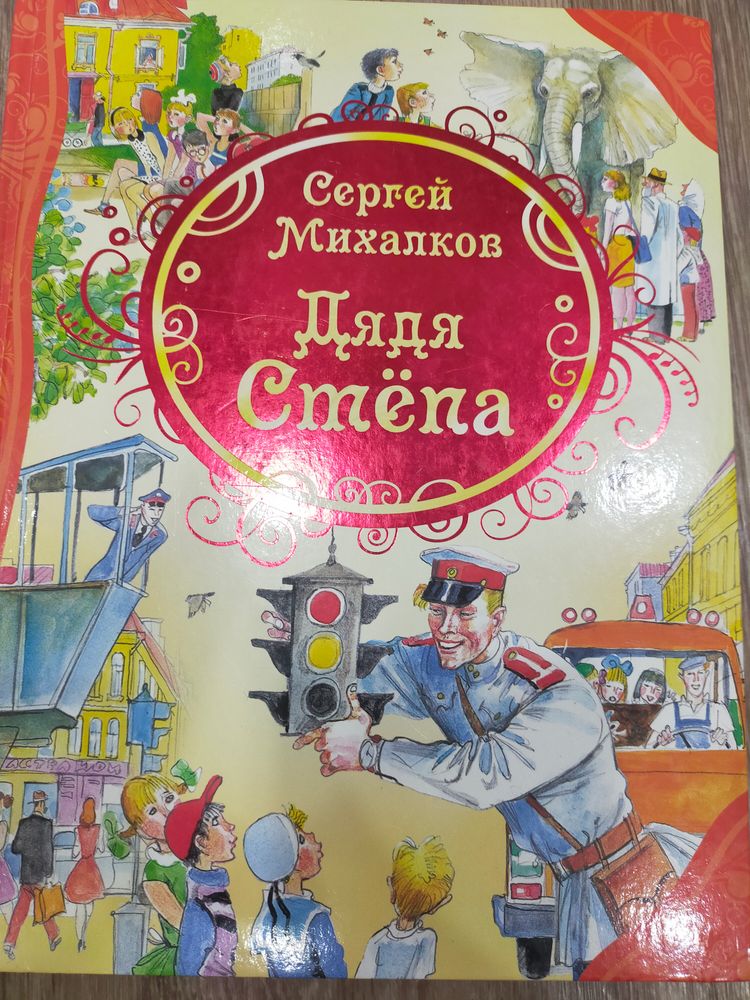 Сергей
Михалков
Дядя
Стёпа